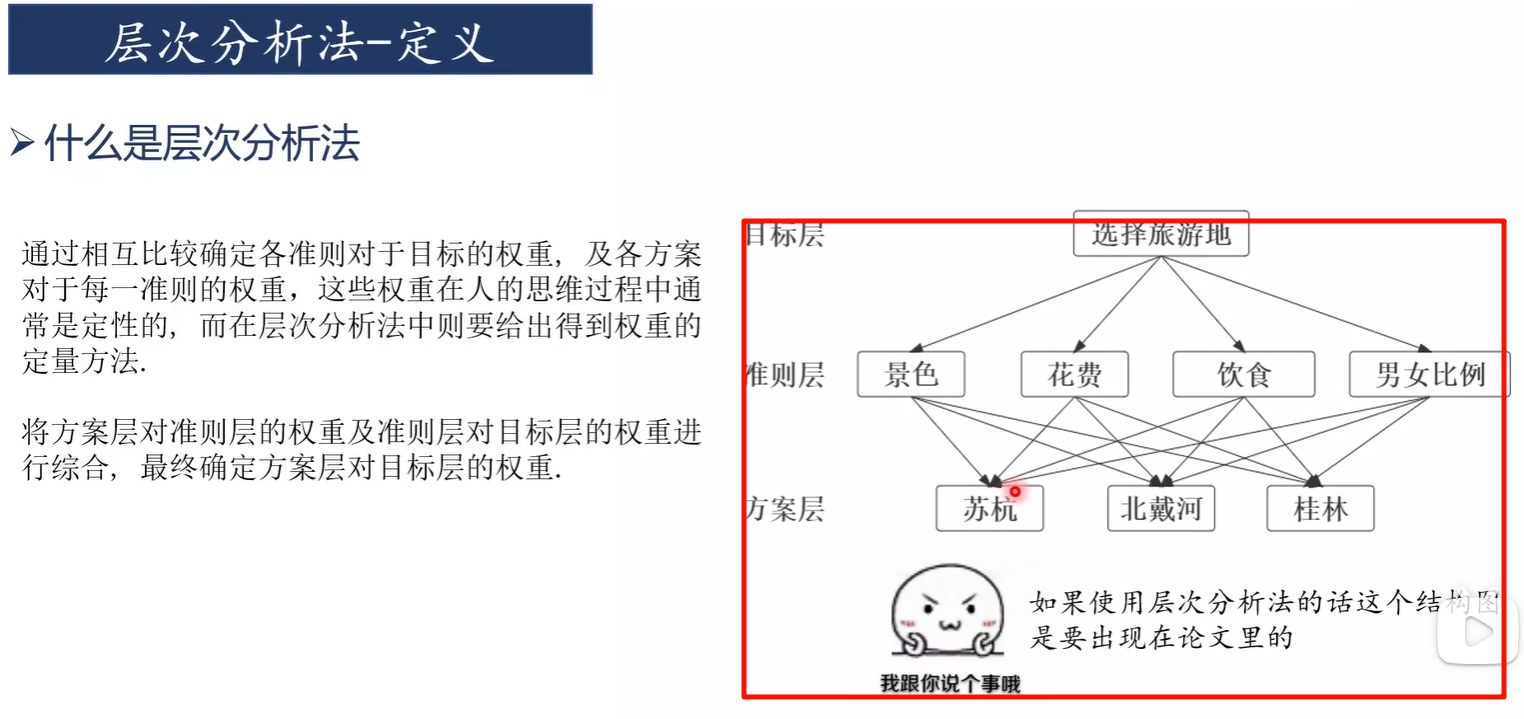 层次分析法-定义
什么是层次分析法
通过相互比较确定各准则对于目标的权重, 及各方案
对于每一准则的权重，这些权重在人的思维过程中通
常是定性的, 而在层次分析法中则要给出得到权重的
定量方法.
将方案层对准则层的权重及准则层对目标层的权重进
行综合, 最终确定方案层对目标层的权重.
目标层
选择旅游地
准则层
景色
花费
饮食
男女比例
方案层
苏杭
北戴河
桂林
如果使用层次分析法的话这个结构图
是要出现在论文里的
我跟你说个事哦